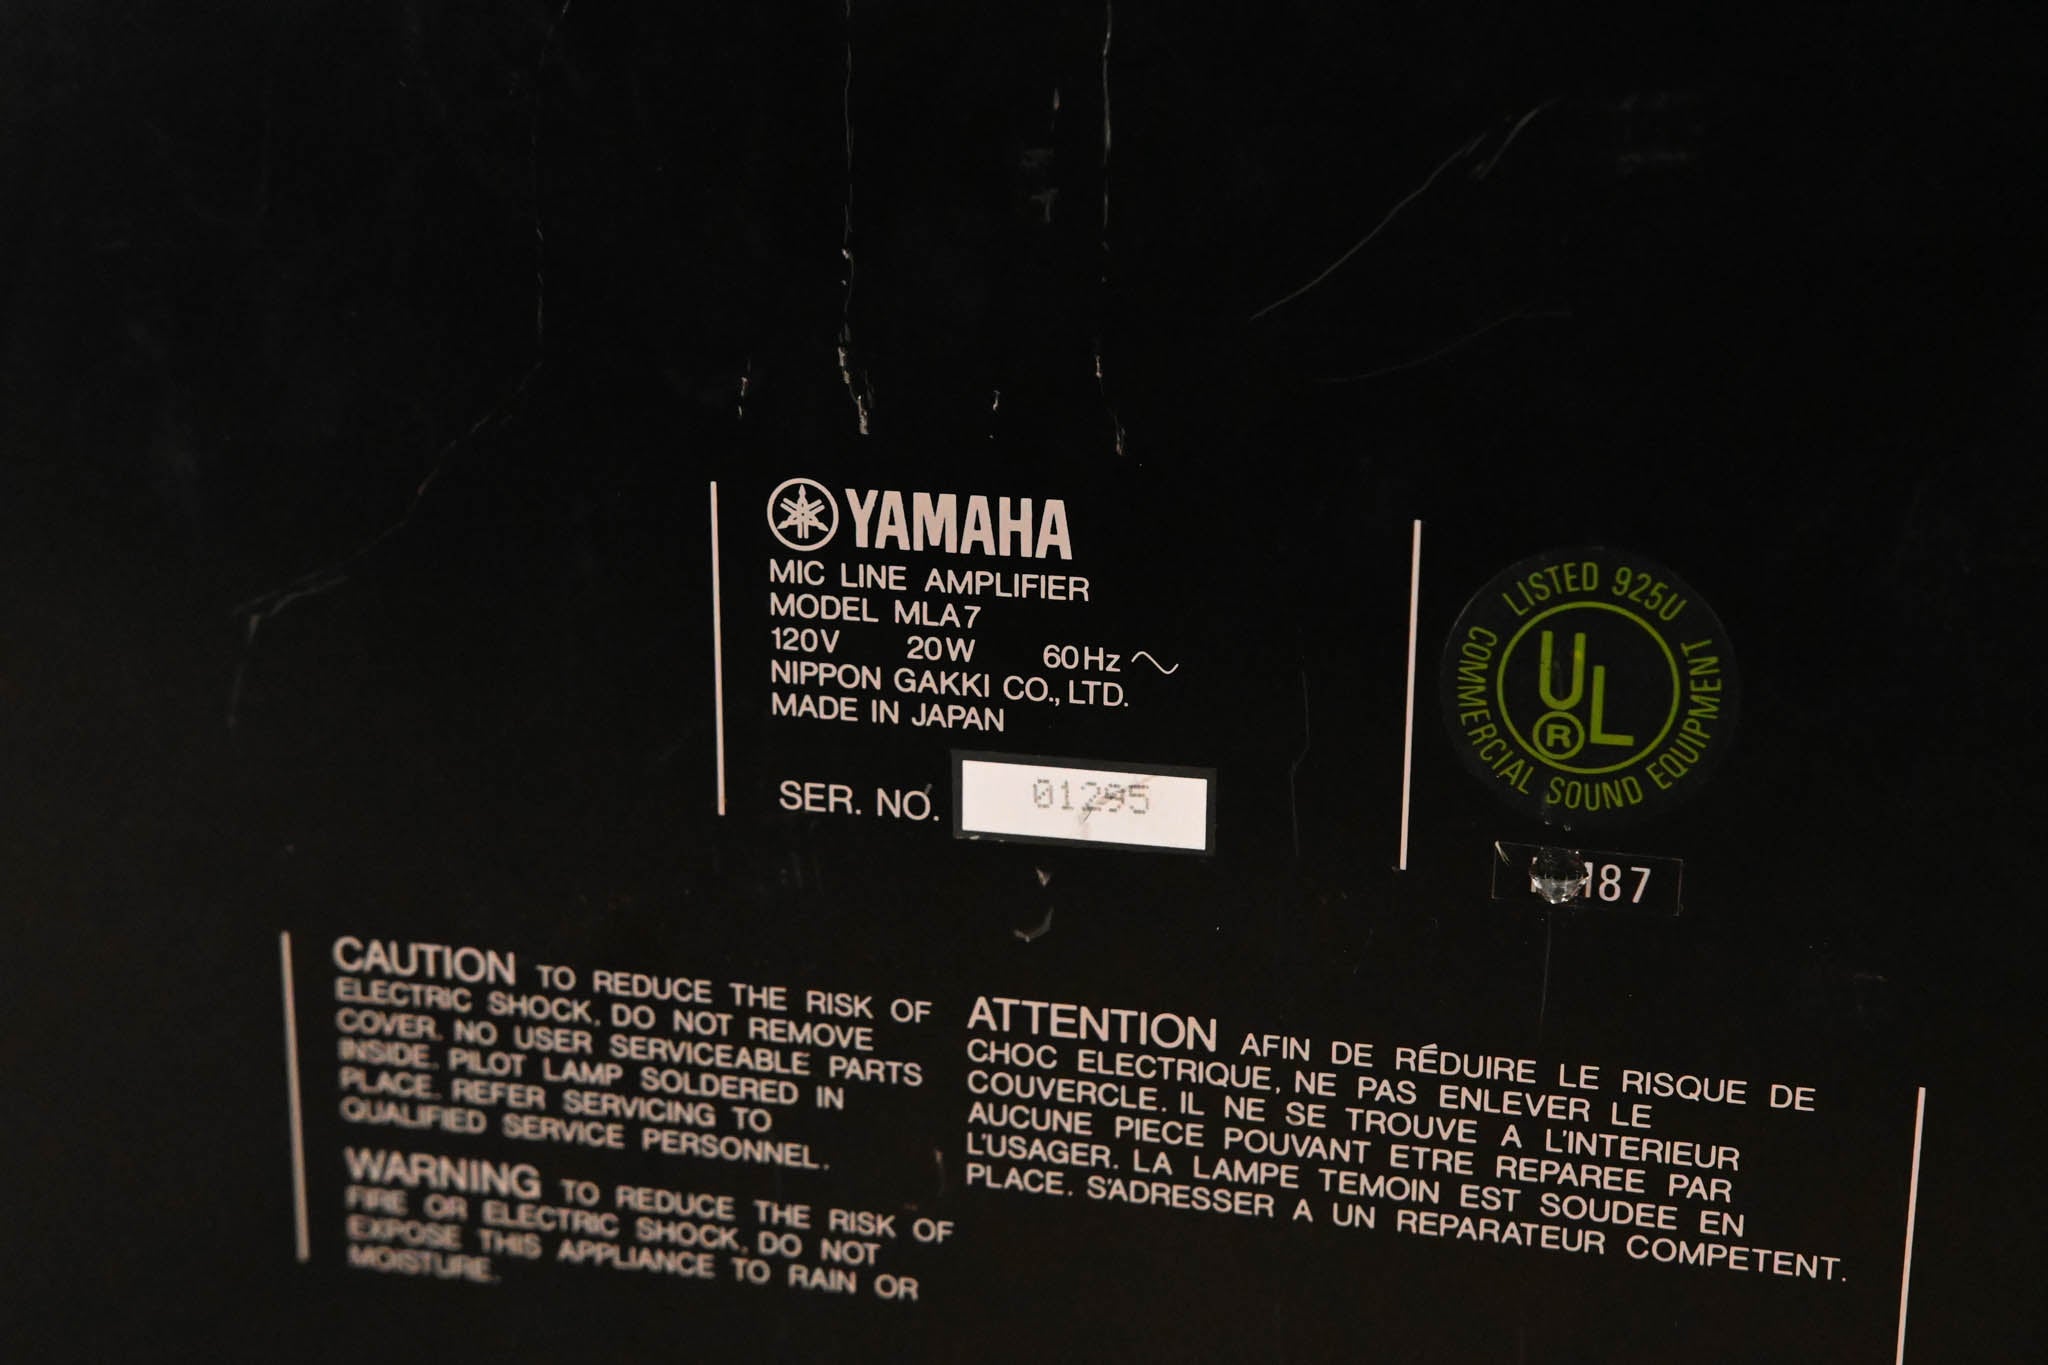 YAMAHA
MIC LINE AMPLIFIER
MODEL MLA7
120V 20W 60Hz
NIPPON GAKKI CO., LTD.
MADE IN JAPAN
SER. NO. 01295
LISTED 925U
UL
R
COMMERCIAL SOUND EQUIPMENT
CAUTION TO REDUCE THE RISK OF
ELECTRIC SHOCK, DO NOT REMOVE
COVER. NO USER SERVICEABLE PARTS
INSIDE. PILOT LAMP SOLDERED IN
PLACE. REFER SERVICING TO
QUALIFIED SERVICE PERSONNEL.
WARNING TO REDUCE THE RISK OF
FIRE OR ELECTRIC SHOCK, DO NOT
EXPOSE THIS APPLIANCE TO RAIN OR
MOISTURE.
ATTENTION AFIN DE RÉDUIRE LE RISQUE DE
CHOC ELECTRIQUE, NE PAS ENLEVER LE
COUVERCLE. IL NE SE TROUVE A L'INTERIEUR
AUCUNE PIECE POUVANT ETRE REPAREE PAR
L'USAGER. LA LAMPE TEMOIN EST SOUDEE EN
PLACE. S'ADRESSER A UN REPARATEUR COMPETENT.